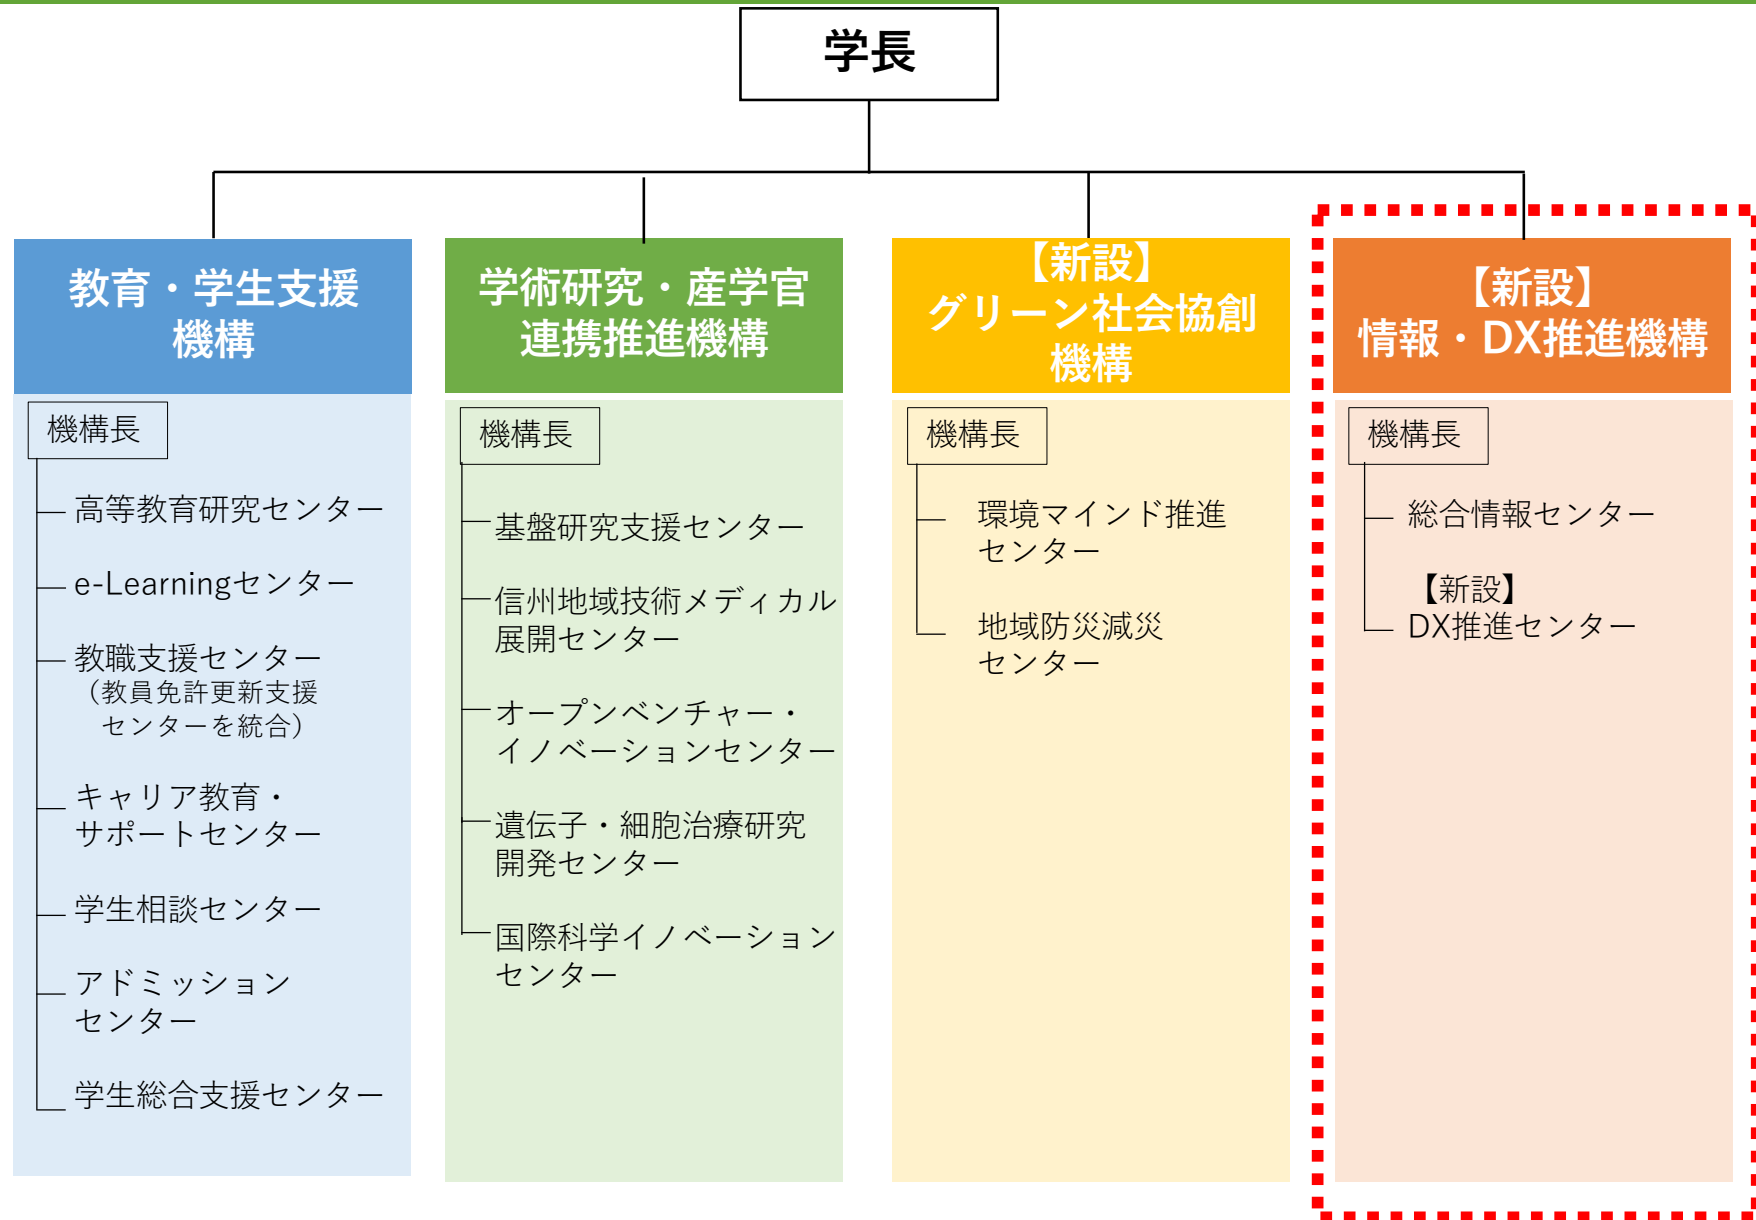 学長
教育・学生支援
機構
機構長
高等教育研究センター
e-Learningセンター
教職支援センター
（教員免許更新支援
センターを統合）
キャリア教育・
サポートセンター
学生相談センター
アドミッション
センター
学生総合支援センター
学術研究・産学官
連携推進機構
機構長
基盤研究支援センター
信州地域技術メディカル
展開センター
オープンベンチャー・
イノベーションセンター
遺伝子・細胞治療研究
開発センター
国際科学イノベーション
センター
【新設】
グリーン社会協創
機構
機構長
環境マインド推進
センター
地域防災減災
センター
【新設】
情報・DX推進機構
機構長
総合情報センター
【新設】
DX推進センター